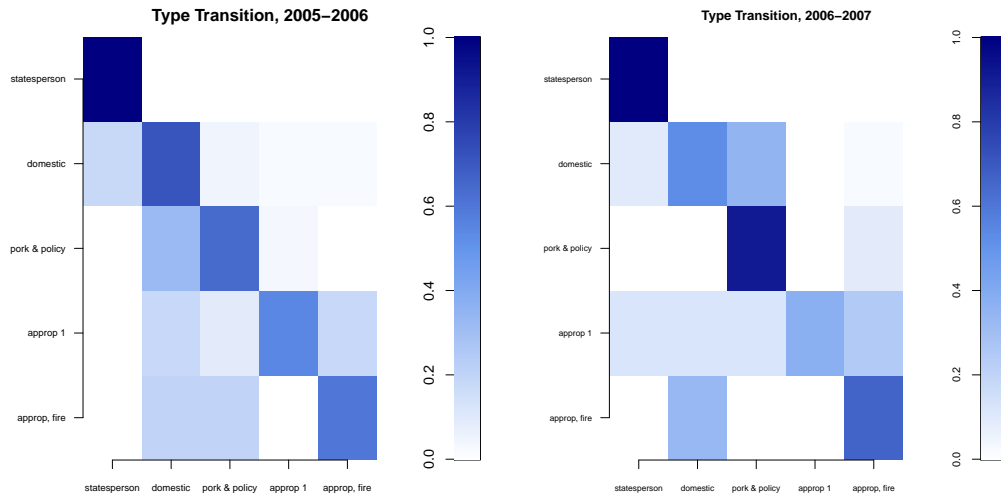 Type Transition, 2005−2006
statesperson
domestic
pork & policy
approp 1
approp, fire
statesperson domestic pork & policy approp 1 approp, fire
0.0 0.2 0.4 0.6 0.8 1.0
Type Transition, 2006−2007
statesperson
domestic
pork & policy
approp 1
approp, fire
statesperson domestic pork & policy approp 1 approp, fire
0.0 0.2 0.4 0.6 0.8 1.0